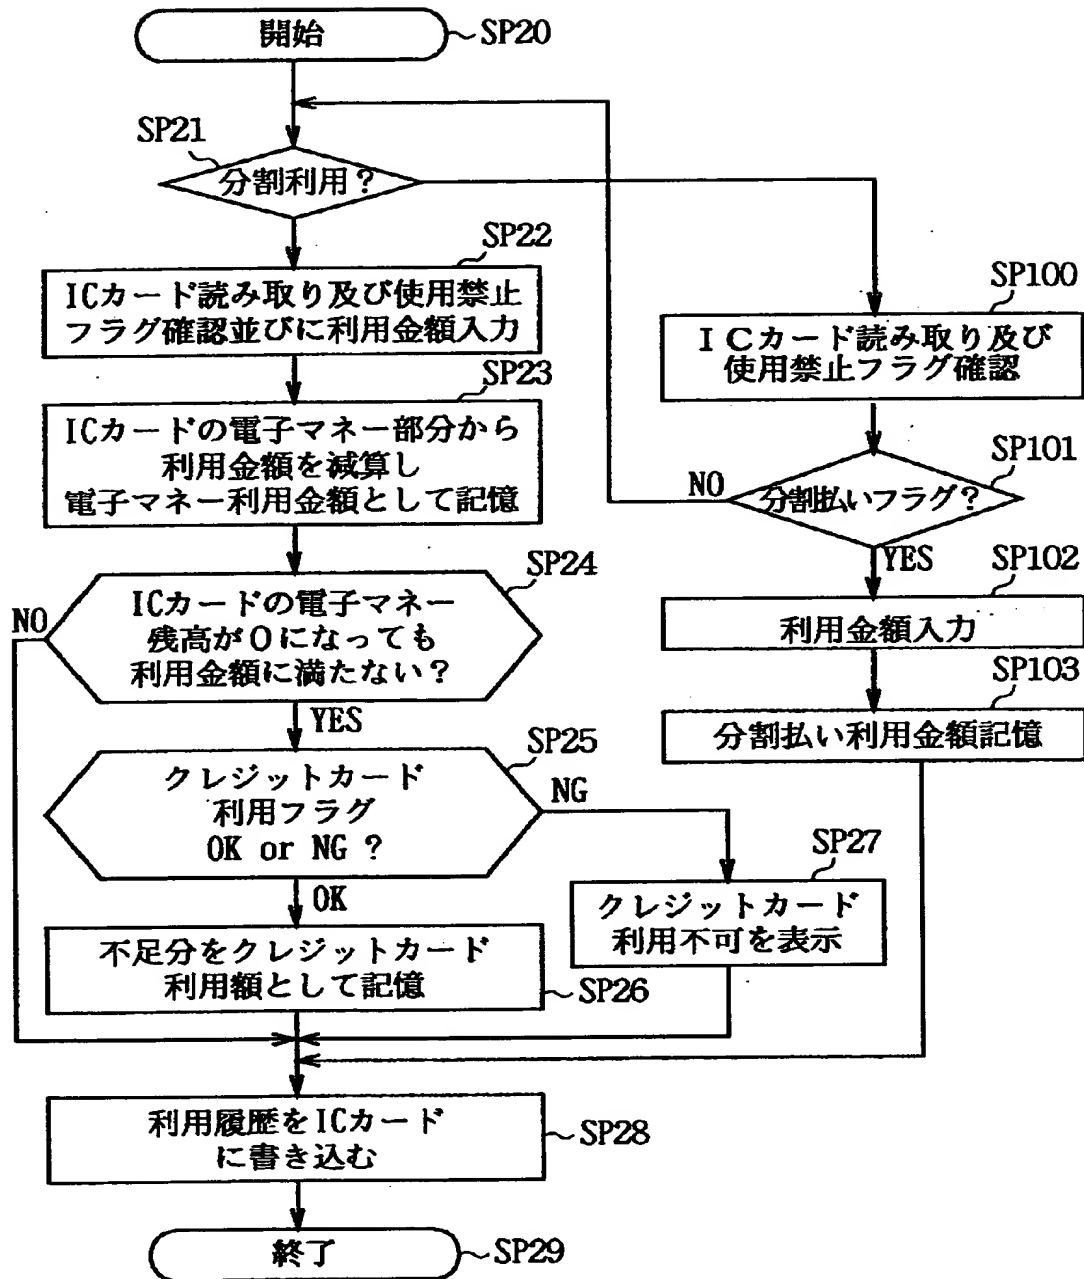 開始
SP20
SP21
分割利用?
SP22
ICカード読み取り及び使用禁止
フラグ確認並びに利用金額入力
SP23
ICカードの電子マネー部分から
利用金額を減算し
電子マネー利用金額として記憶
SP24
NO
ICカードの電子マネー
残高が0になっても
利用金額に満たない?
YES
SP25
クレジットカード
利用フラグ
OK or NG ?
NG
OK
不足分をクレジットカード
利用額として記憶
SP26
SP27
クレジットカード
利用不可を表示
SP100
ICカード読み取り及び
使用禁止フラグ確認
SP101
NO
分割払いフラグ?
YES
SP102
利用金額入力
SP103
分割払い利用金額記憶
利用履歴をICカード
に書き込む
SP28
終了
SP29